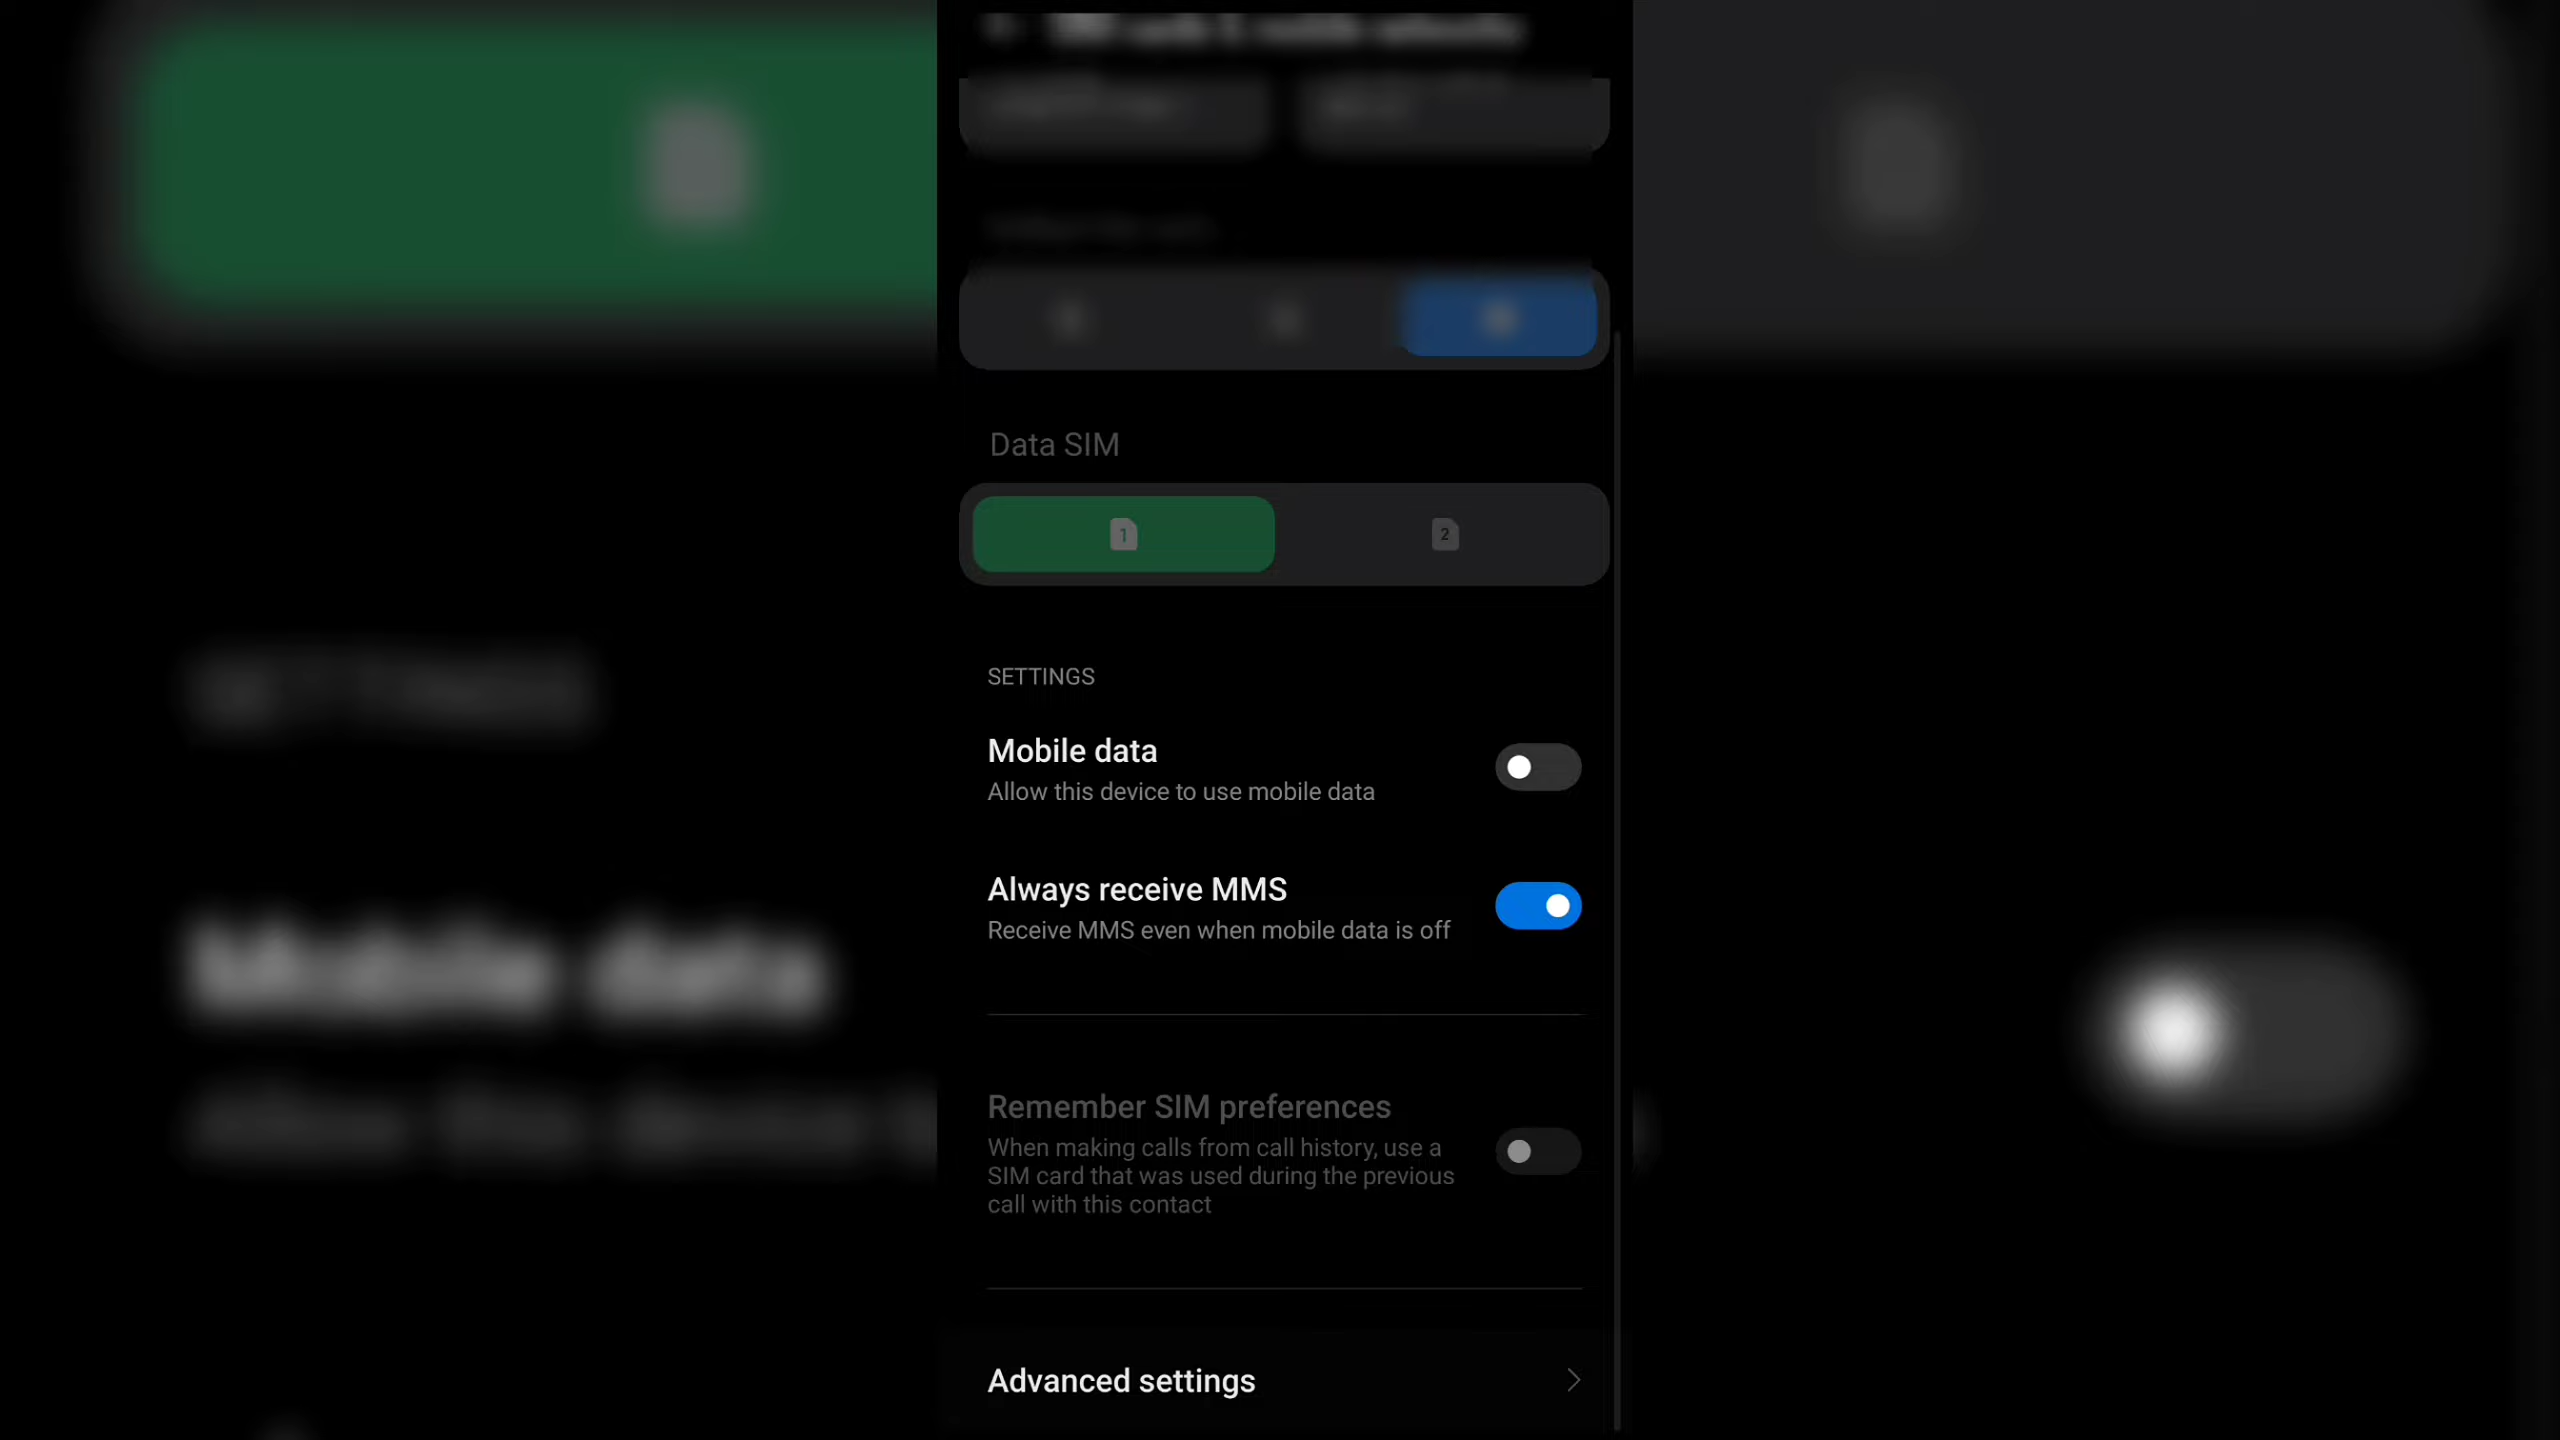 Data SIM
1
2
SETTINGS
Mobile data
Allow this device to use mobile data
Always receive MMS
Receive MMS even when mobile data is off
Remember SIM preferences
When making calls from call history, use a
SIM card that was used during the previous
call with this contact
Advanced settings